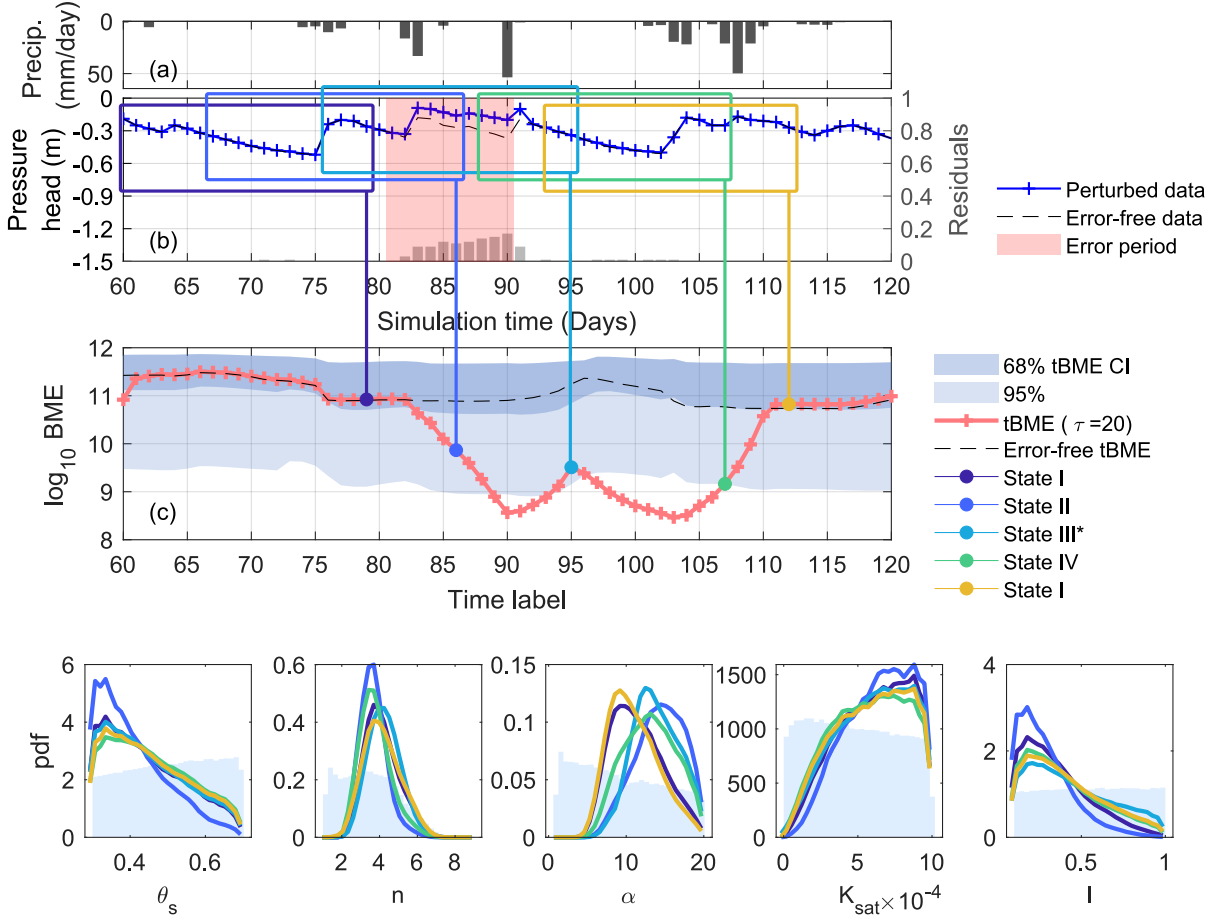 Precip.
(mm/day)
0
50
(a)
Pressure
head (m)
0
-0.3
-0.6
-0.9
-1.2
-1.5
(b)
1
0.8
0.6
0.4
0.2
0
Residuals
60 65 70 75 80 85 90 95 100 105 110 115 120
Simulation time (Days)
Perturbed data
Error-free data
Error period
log10 BME
12
11
10
9
8
(c)
60 65 70 75 80 85 90 95 100 105 110 115 120
Time label
68% tBME CI
95%
tBME ( τ =20)
Error-free tBME
State I
State II
State III*
State IV
State I
pdf
6
4
2
0
0.4 0.6
θs
0.6
0.4
0.2
0
2 4 6 8
n
0.15
0.1
0.05
0
0 10 20
α
1500
1000
500
0
0 5 10
Ksat×10-4
4
2
0
0.5 1
l